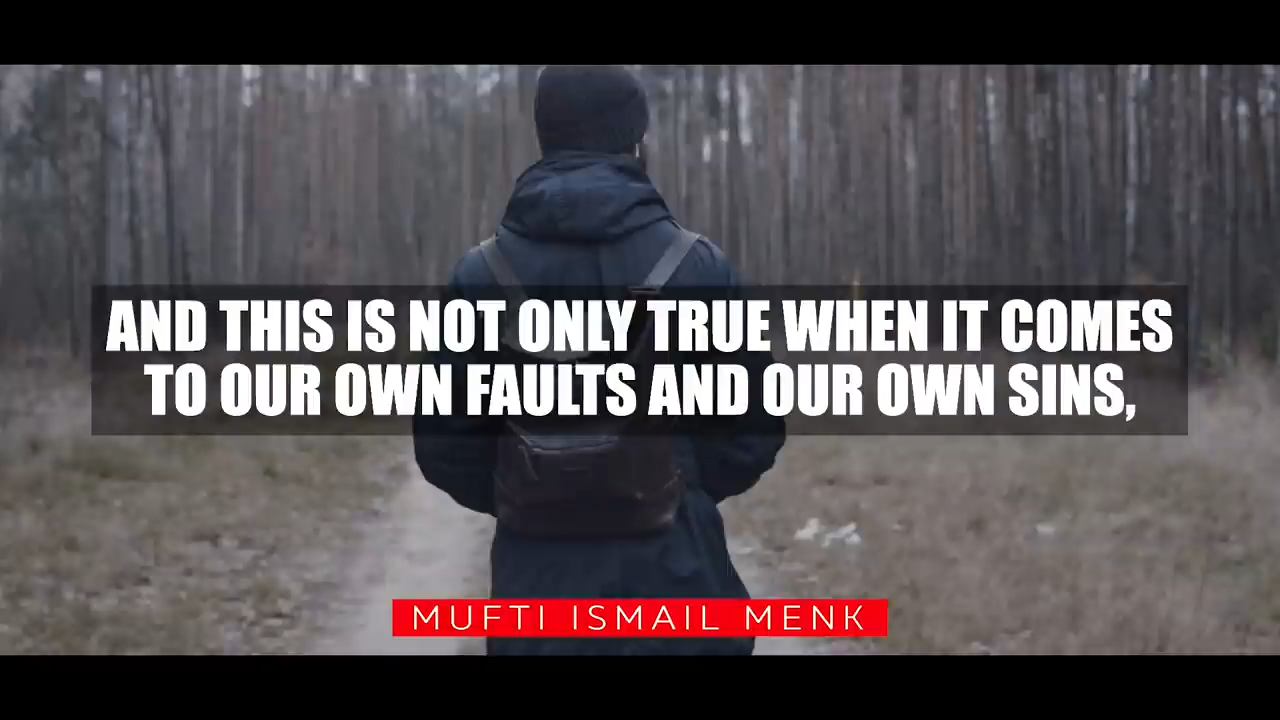 AND THIS IS NOT ONLY TRUE WHEN IT COMES
TO OUR OWN FAULTS AND OUR OWN SINS,
MUFTI ISMAIL MENK